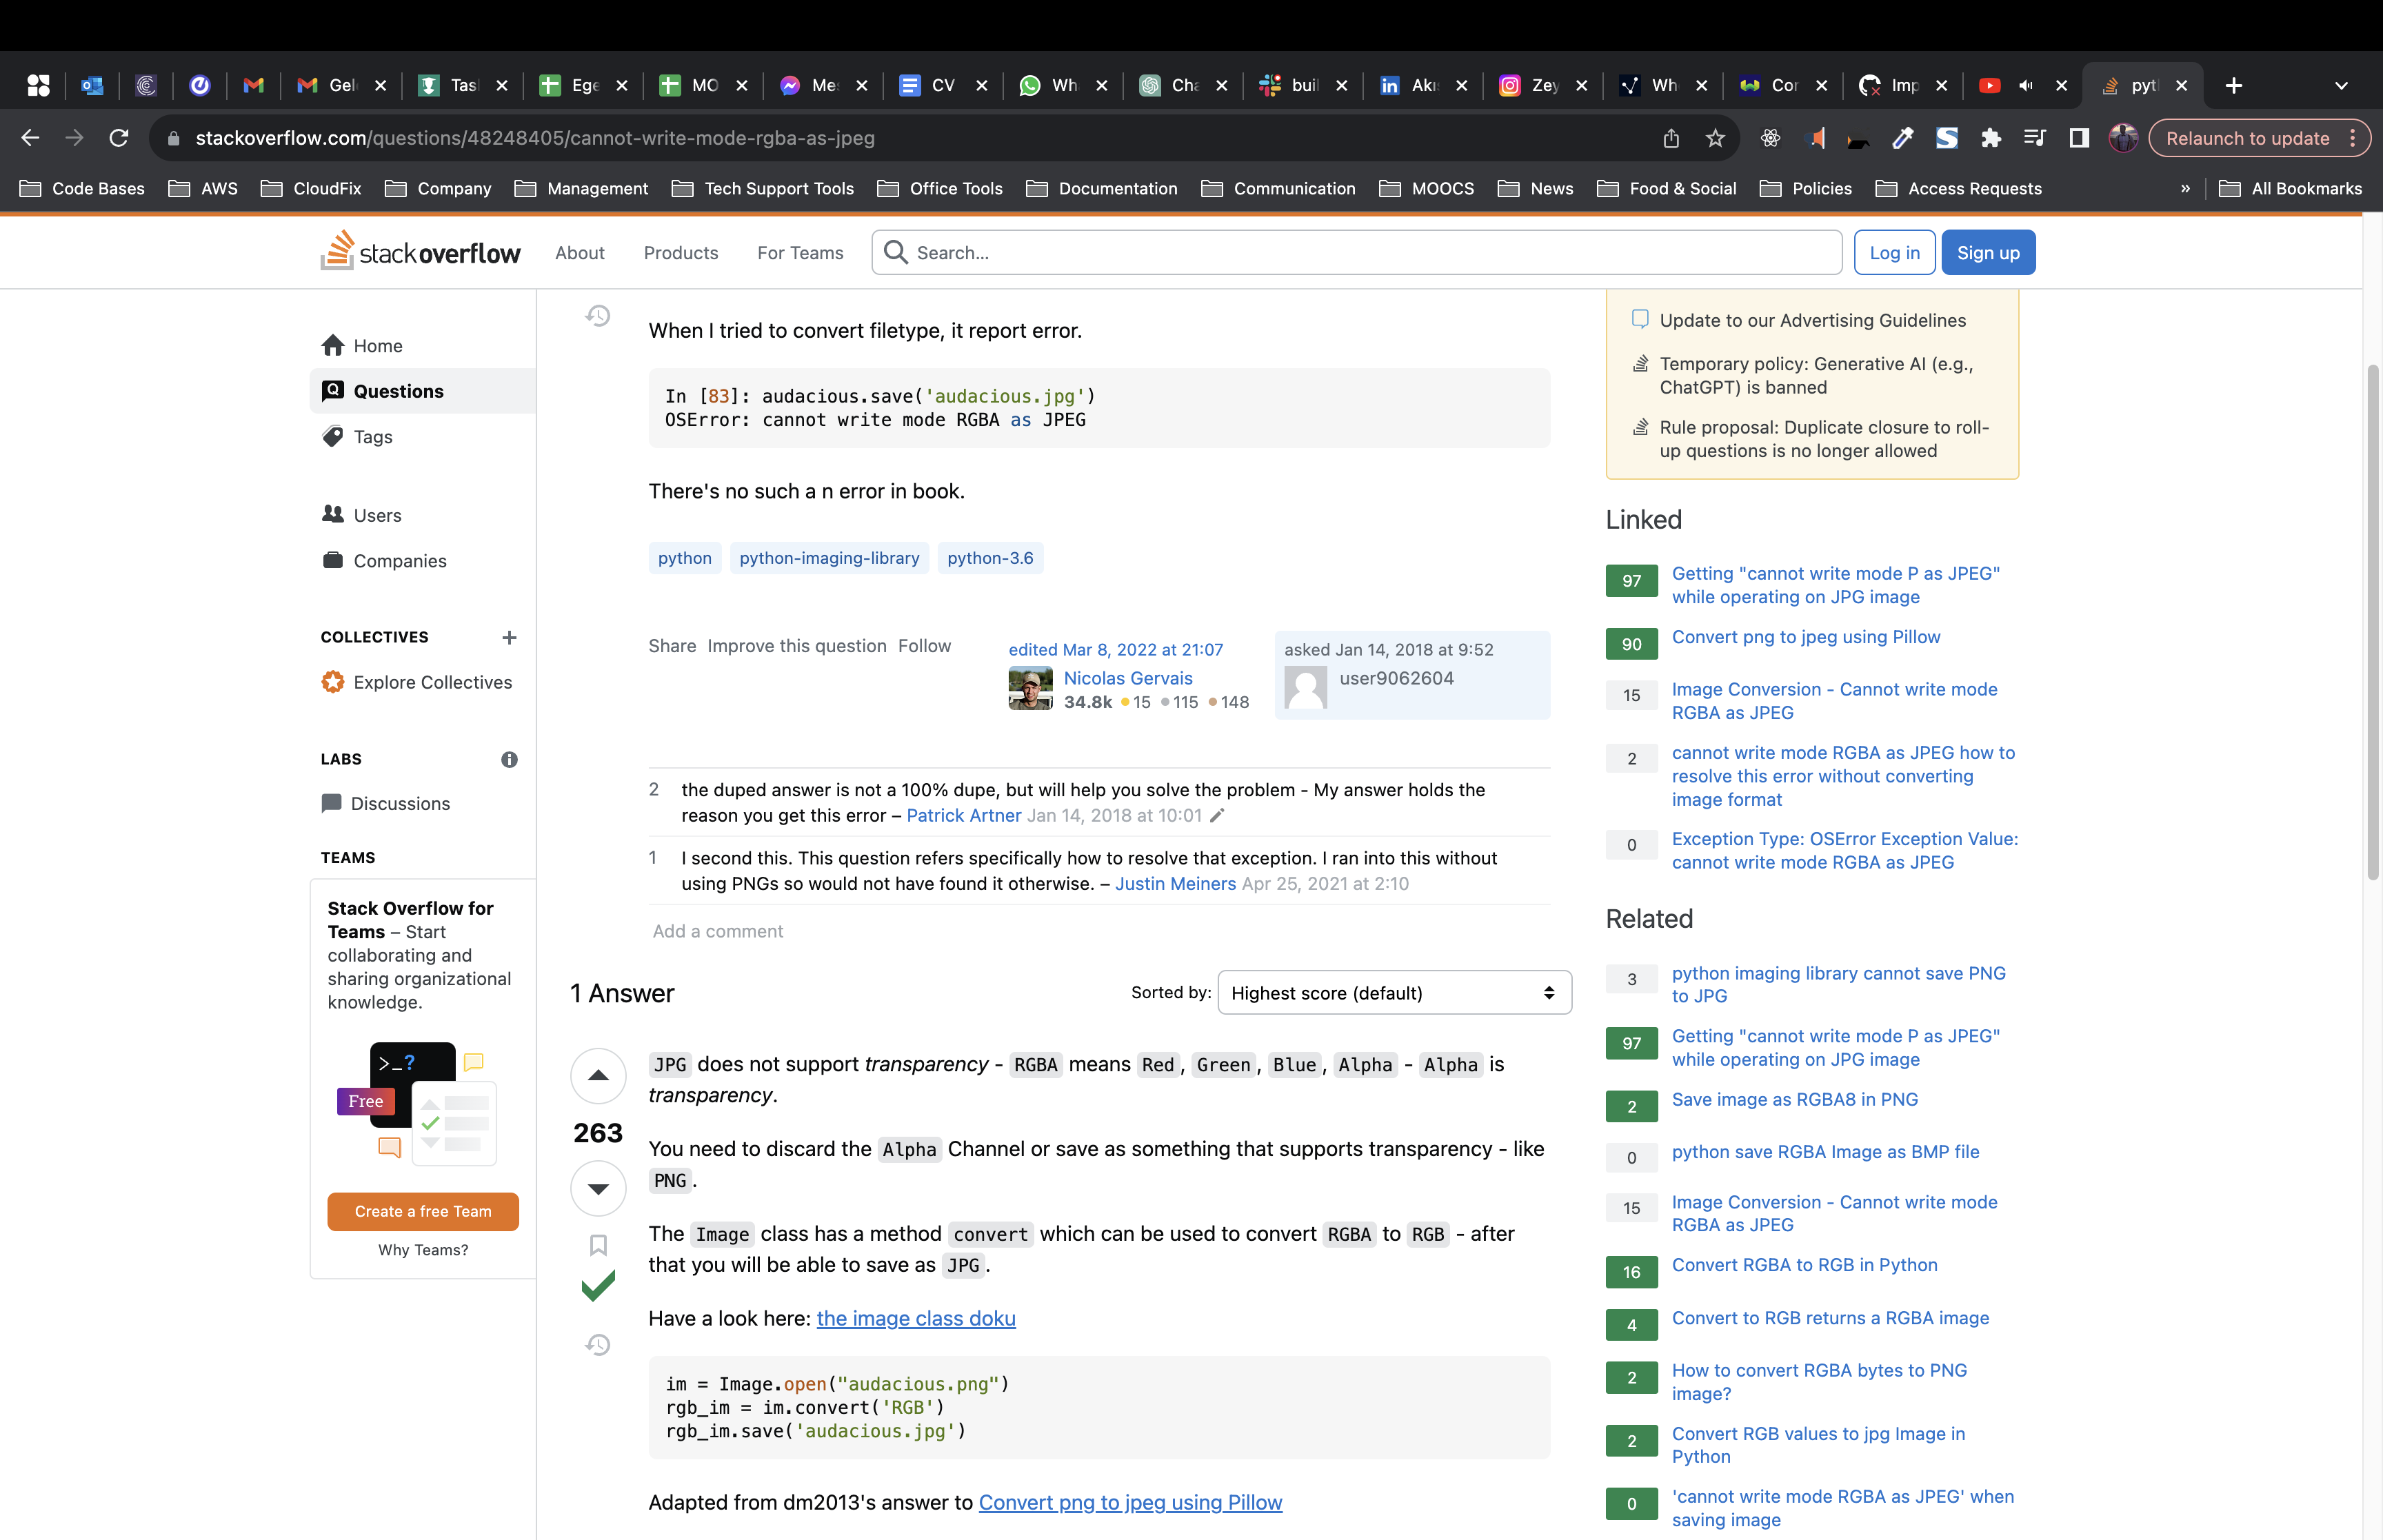 Gel
Tas
Ege
MO
Me
CV
Wh
Cha
buil
Aki
Zey
Wh
Cor
Imp
pyt
stackoverflow.com/questions/48248405/cannot-write-mode-rgba-as-jpeg
Relaunch to update
Code Bases
AWS
CloudFix
Company
Management
Tech Support Tools
Office Tools
Documentation
Communication
MOOCS
News
Food & Social
Policies
Access Requests
»
All Bookmarks
stackoverflow
About
Products
For Teams
Search...
Log in
Sign up
Home
Questions
Tags
Users
Companies
COLLECTIVES
Explore Collectives
LABS
Discussions
TEAMS
Stack Overflow for
Teams – Start
collaborating and
sharing organizational
knowledge.
>_?
Free
Create a free Team
Why Teams?
When I tried to convert filetype, it report error.
In [83]: audacious.save('audacious.jpg')
OSError: cannot write mode RGBA as JPEG
There's no such a n error in book.
python
python-imaging-library
python-3.6
Share Improve this question Follow
edited Mar 8, 2022 at 21:07
Nicolas Gervais
34.8k 15 115 148
asked Jan 14, 2018 at 9:52
user9062604
2
the duped answer is not a 100% dupe, but will help you solve the problem - My answer holds the
reason you get this error – Patrick Artner Jan 14, 2018 at 10:01
1
I second this. This question refers specifically how to resolve that exception. I ran into this without
using PNGs so would not have found it otherwise. – Justin Meiners Apr 25, 2021 at 2:10
Add a comment
1 Answer
Sorted by:
Highest score (default)
263
JPG does not support transparency - RGBA means Red, Green, Blue, Alpha - Alpha is
transparency.
You need to discard the Alpha Channel or save as something that supports transparency - like
PNG.
The Image class has a method convert which can be used to convert RGBA to RGB - after
that you will be able to save as JPG.
Have a look here: the image class doku
im = Image.open("audacious.png")
rgb_im = im.convert('RGB')
rgb_im.save('audacious.jpg')
Adapted from dm2013's answer to Convert png to jpeg using Pillow
Update to our Advertising Guidelines
Temporary policy: Generative AI (e.g.,
ChatGPT) is banned
Rule proposal: Duplicate closure to roll-
up questions is no longer allowed
Linked
97
Getting "cannot write mode P as JPEG"
while operating on JPG image
90
Convert png to jpeg using Pillow
15
Image Conversion - Cannot write mode
RGBA as JPEG
2
cannot write mode RGBA as JPEG how to
resolve this error without converting
image format
0
Exception Type: OSError Exception Value:
cannot write mode RGBA as JPEG
Related
3
python imaging library cannot save PNG
to JPG
97
Getting "cannot write mode P as JPEG"
while operating on JPG image
2
Save image as RGBA8 in PNG
0
python save RGBA Image as BMP file
15
Image Conversion - Cannot write mode
RGBA as JPEG
16
Convert RGBA to RGB in Python
4
Convert to RGB returns a RGBA image
2
How to convert RGBA bytes to PNG
image?
2
Convert RGB values to jpg Image in
Python
0
'cannot write mode RGBA as JPEG' when
saving image